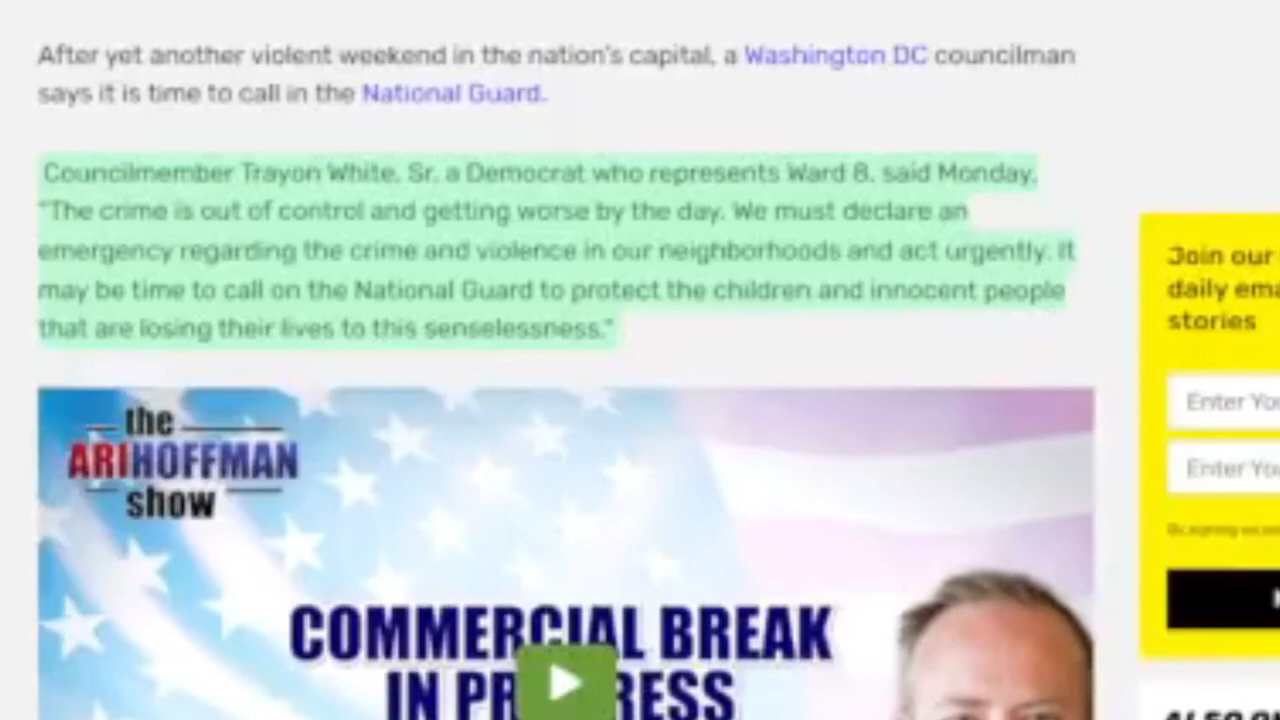 After yet another violent weekend in the nation's capital, a Washington DC councilman
says it is time to call in the National Guard.
Councilmember Trayon White, Sr. a Democrat who represents Ward 8, said Monday,
"The crime is out of control and getting worse by the day. We must declare an
emergency regarding the crime and violence in our neighborhoods and act urgently. It
may be time to call on the National Guard to protect the children and innocent people
that are losing their lives to this senselessness."
Join our
daily ema
stories
Enter Yo
Enter Yo
the
ARI HOFFMAN
show
COMMERCIAL BREAK
IN PR RESS